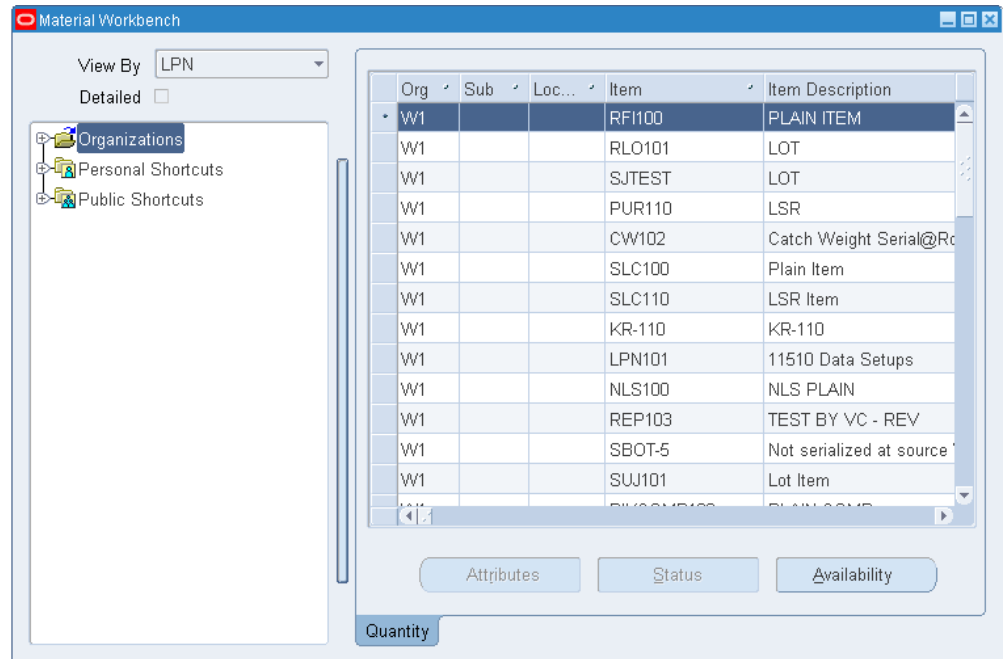 Material Workbench
View By LPN
Detailed
Organizations
Personal Shortcuts
Public Shortcuts
Org Sub Loc... Item Item Description
W1 RFI100 PLAIN ITEM
W1 RLO101 LOT
W1 SJTEST LOT
W1 PUR110 LSR
W1 CW102 Catch Weight Serial@Ro
W1 SLC100 Plain Item
W1 SLC110 LSR Item
W1 KR-110 KR-110
W1 LPN101 11510 Data Setups
W1 NLS100 NLS PLAIN
W1 REP103 TEST BY VC - REV
W1 SBOT-5 Not serialized at source '
W1 SUJ101 Lot Item
Attributes Status Availability
Quantity